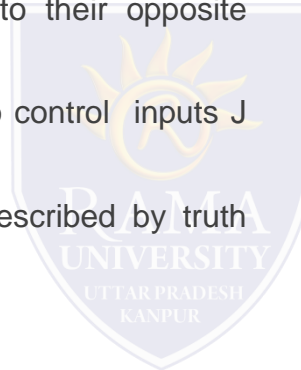 to their opposite
control inputs J
escribed by truth
RAMA
UNIVERSITY
UTTAR PRADESH
KANPUR